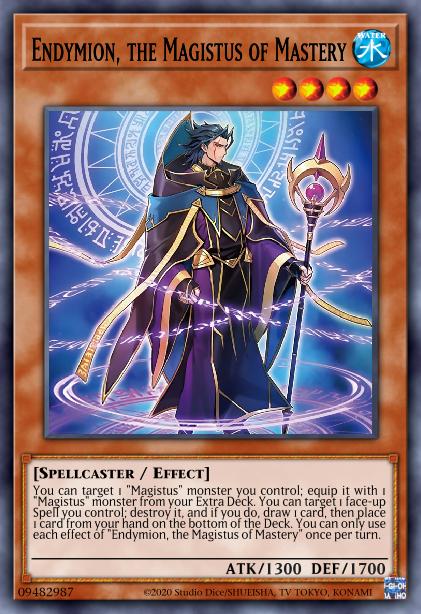 ENDYMION, THE MAGISTUS OF MASTERY
WATER
水
[SPELLCASTER / EFFECT]
You can target 1 "Magistus" monster you control; equip it with 1
"Magistus" monster from your Extra Deck. You can target 1 face-up
Spell you control; destroy it, and if you do, draw 1 card, then place
1 card from your hand on the bottom of the Deck. You can only use
each effect of "Endymion, the Magistus of Mastery" once per turn.
ATK/1300 DEF/1700
09482987
©2020 Studio Dice/SHUEISHA, TV TOKYO, KONAMI